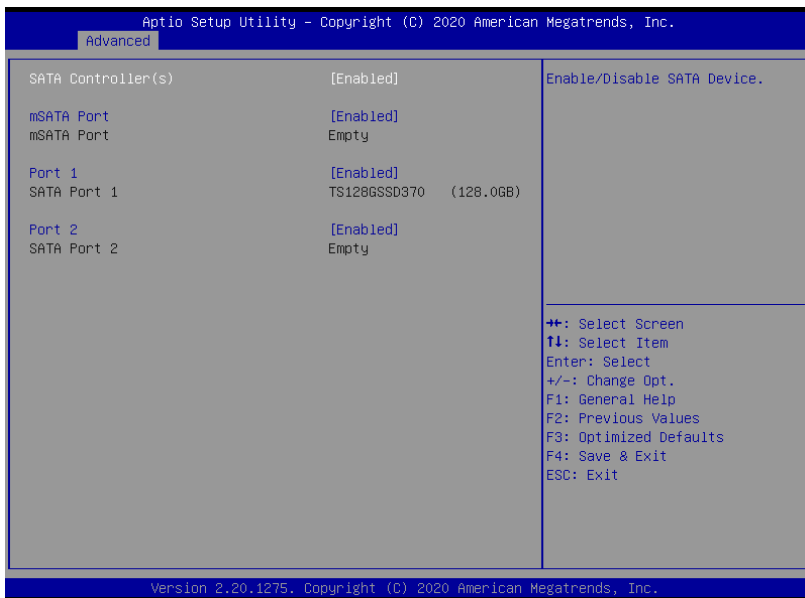 Aptio Setup Utility – Copyright (C) 2020 American Megatrends, Inc.
Advanced
SATA Controller(s) [Enabled]
mSATA Port [Enabled]
mSATA Port Empty
Port 1 [Enabled]
SATA Port 1 TS128GSSD370 (128.0GB)
Port 2 [Enabled]
SATA Port 2 Empty
Enable/Disable SATA Device.
→←: Select Screen
↑↓: Select Item
Enter: Select
+/-: Change Opt.
F1: General Help
F2: Previous Values
F3: Optimized Defaults
F4: Save & Exit
ESC: Exit
Version 2.20.1275. Copyright (C) 2020 American Megatrends, Inc.